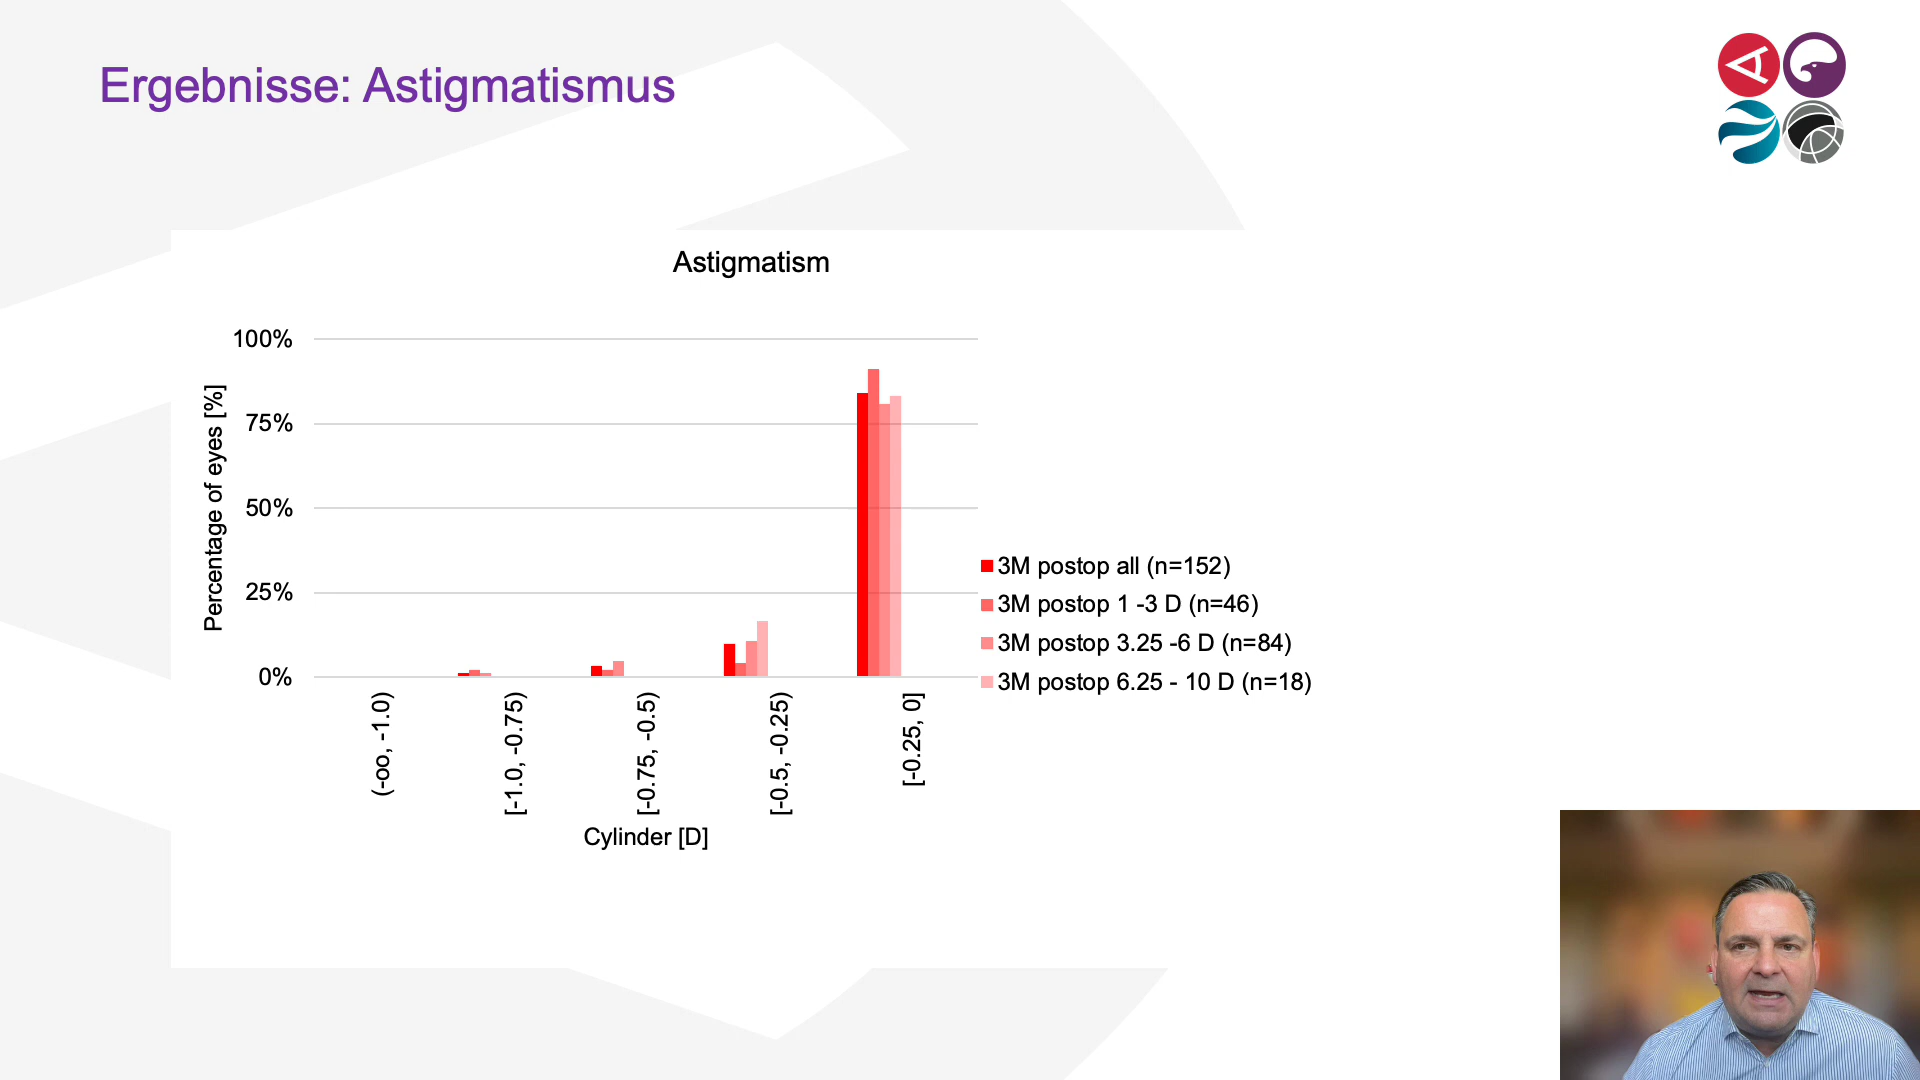 Ergebnisse: Astigmatismus
Astigmatism
Percentage of eyes [%]
100%
75%
50%
25%
0%
(-oo, -1.0)
[-1.0, -0.75)
[-0.75, -0.5)
[-0.5, -0.25)
[-0.25, 0]
Cylinder [D]
3M postop all (n=152)
3M postop 1 -3 D (n=46)
3M postop 3.25 -6 D (n=84)
3M postop 6.25 - 10 D (n=18)